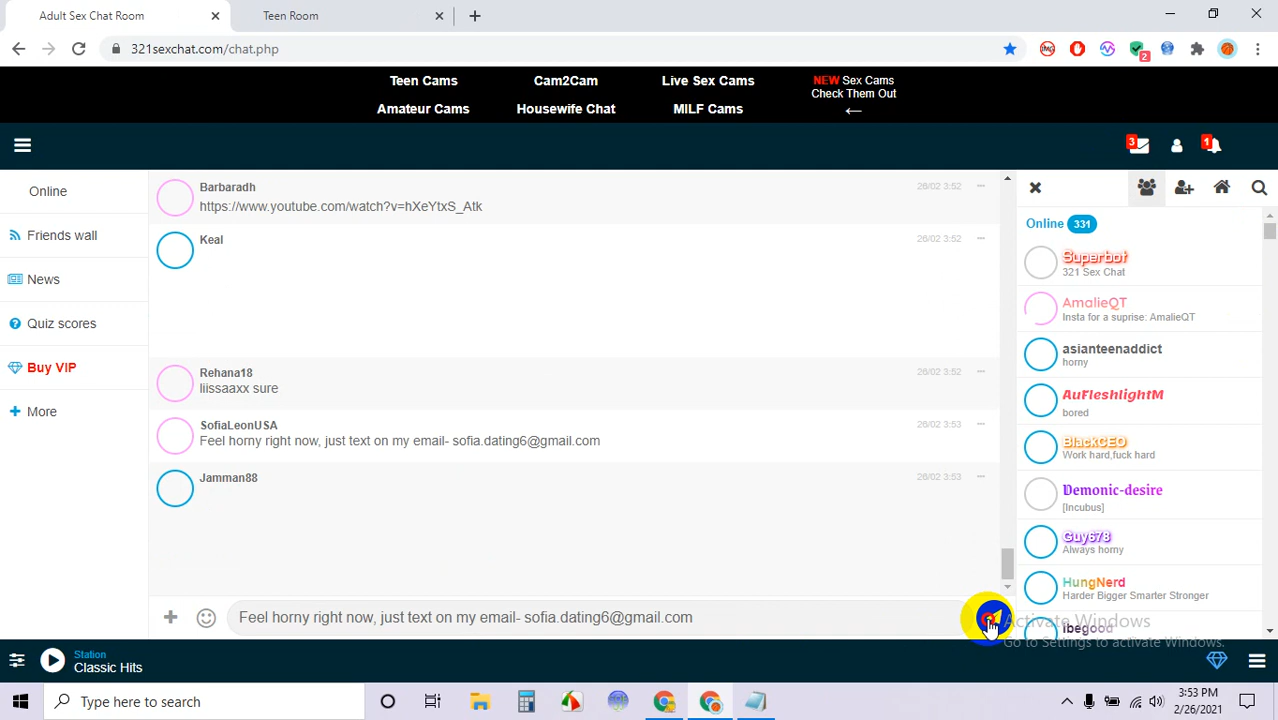 Adult Sex Chat Room
Teen Room
321sexchat.com/chat.php
2
Teen Cams
Cam2Cam
Live Sex Cams
NEW Sex Cams
Check Them Out
←
Amateur Cams
Housewife Chat
MILF Cams
3
1
Online
Friends wall
News
Quiz scores
Buy VIP
More
Barbaradh
26/02 3:52
https://www.youtube.com/watch?v=hXeYtxS_Atk
Keal
26/02 3:52
Rehana18
26/02 3:52
liissaaxx sure
SofiaLeonUSA
26/02 3:53
Feel horny right now, just text on my email- sofia.dating6@gmail.com
Jamman88
26/02 3:53
Feel horny right now, just text on my email- sofia.dating6@gmail.com
Online 331
Superbot
321 Sex Chat
AmalieQT
Insta for a suprise: AmalieQT
asianteenaddict
horny
AuFleshlightM
bored
BlackCEO
Work hard,fuck hard
Demonic-desire
[Incubus]
Guy678
Always horny
HungNerd
Harder Bigger Smarter Stronger
ibegood
Activate Windows
Go to Settings to activate Windows.
Station
Classic Hits
Type here to search
3:53 PM
2/26/2021